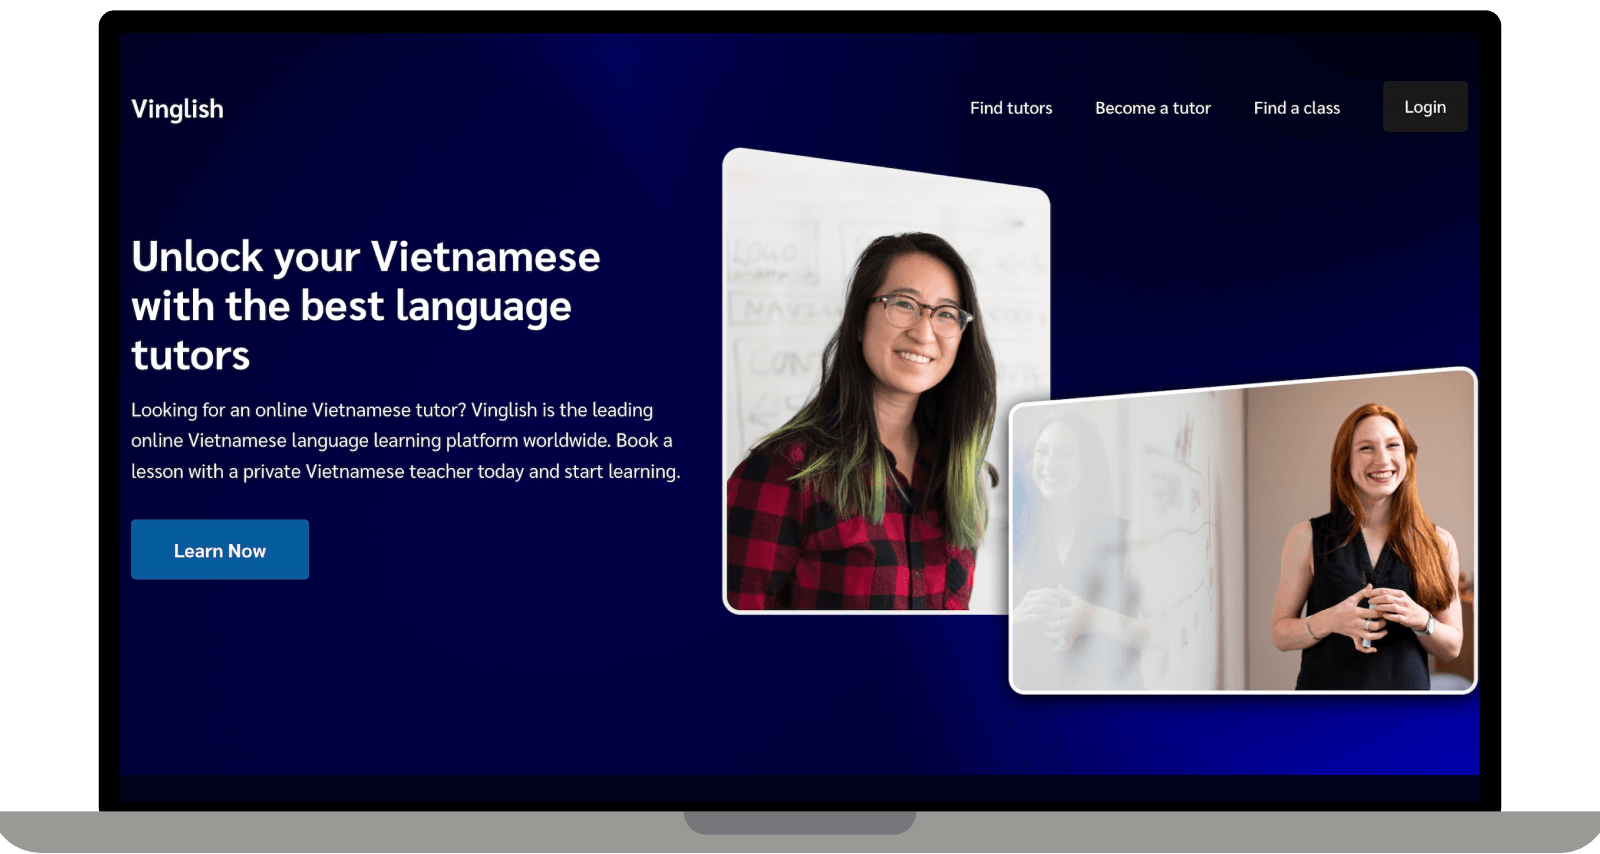 Vinglish
Find tutors
Become a tutor
Find a class
Login
Unlock your Vietnamese
with the best language
tutors
Looking for an online Vietnamese tutor? Vinglish is the leading
online Vietnamese language learning platform worldwide. Book a
lesson with a private Vietnamese teacher today and start learning.
Learn Now
LOGO